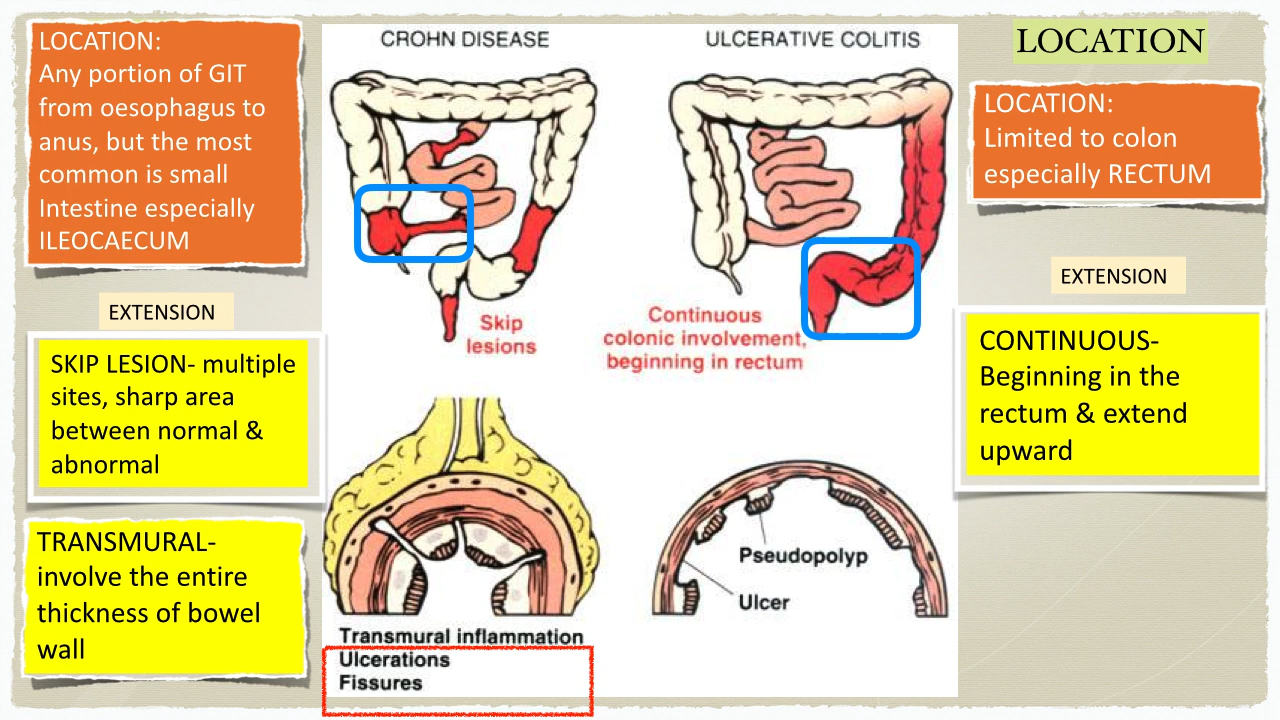 LOCATION:
Any portion of GIT
from oesophagus to
anus, but the most
common is small
Intestine especially
ILEOCAECUM
EXTENSION
SKIP LESION- multiple
sites, sharp area
between normal &
abnormal
TRANSMURAL-
involve the entire
thickness of bowel
wall
CROHN DISEASE
Skip
lesions
Transmural inflammation
Ulcerations
Fissures
ULCERATIVE COLITIS
Continuous
colonic involvement,
beginning in rectum
Pseudopolyp
Ulcer
LOCATION
LOCATION:
Limited to colon
especially RECTUM
EXTENSION
CONTINUOUS-
Beginning in the
rectum & extend
upward